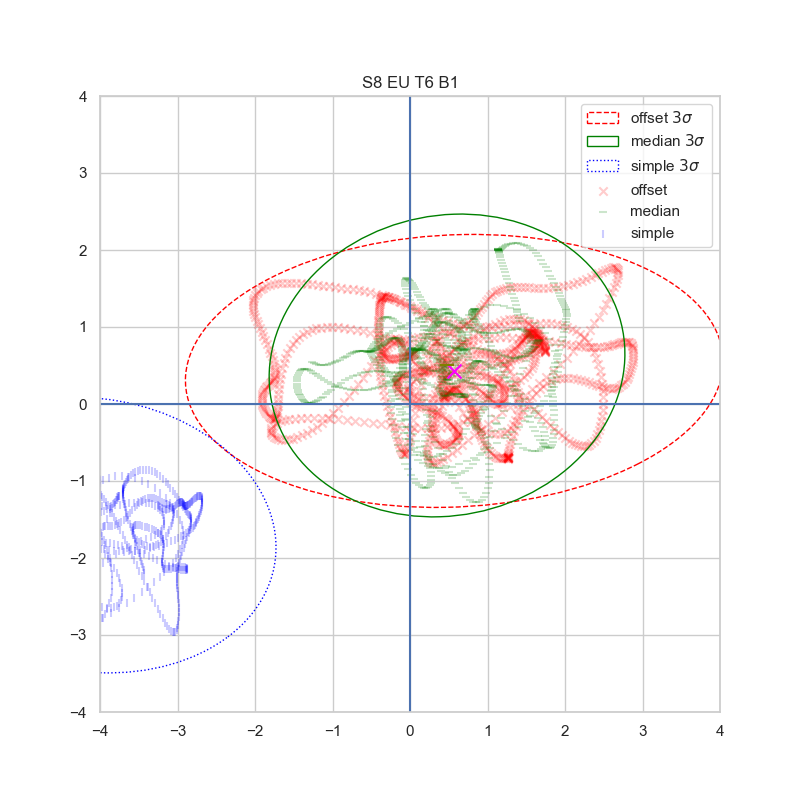 S8 EU T6 B1
offset 3σ
median 3σ
simple 3σ
offset
median
simple
4
3
2
1
0
−1
−2
−3
−4
−4 −3 −2 −1 0 1 2 3 4